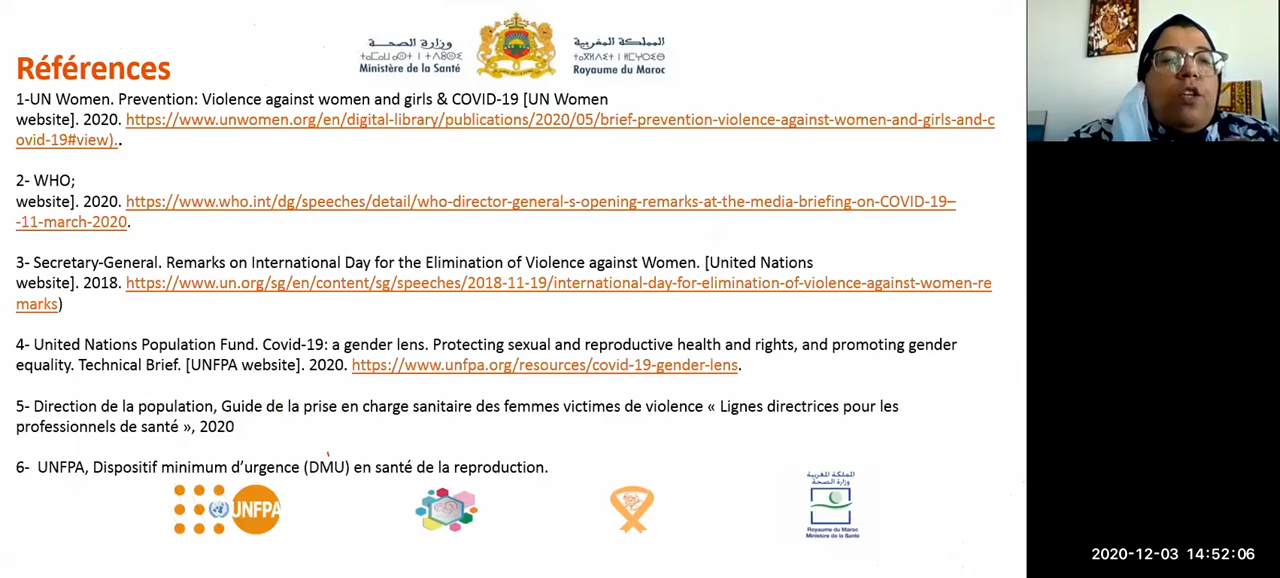 وزارة الصحة
ⵜⴰⵎⴰⵡⴰⵙⵜ ⵏ ⵜⴷⵓⵙⵉ
Ministère de la Santé
المملكة المغربية
ⵜⴰⴳⵍⴷⵉⵜ ⵏ ⵍⵎⵖⵔⵉⴱ
Royaume du Maroc
Références
1-UN Women. Prevention: Violence against women and girls & COVID-19 [UN Women
website]. 2020. https://www.unwomen.org/en/digital-library/publications/2020/05/brief-prevention-violence-against-women-and-girls-and-c
ovid-19#view)..
2- WHO;
website]. 2020. https://www.who.int/dg/speeches/detail/who-director-general-s-opening-remarks-at-the-media-briefing-on-COVID-19–
-11-march-2020.
3- Secretary-General. Remarks on International Day for the Elimination of Violence against Women. [United Nations
website]. 2018. https://www.un.org/sg/en/content/sg/speeches/2018-11-19/international-day-for-elimination-of-violence-against-women-re
marks)
4- United Nations Population Fund. Covid-19: a gender lens. Protecting sexual and reproductive health and rights, and promoting gender
equality. Technical Brief. [UNFPA website]. 2020. https://www.unfpa.org/resources/covid-19-gender-lens.
5- Direction de la population, Guide de la prise en charge sanitaire des femmes victimes de violence « Lignes directrices pour les
professionnels de santé », 2020
6- UNFPA, Dispositif minimum d'urgence (DMU) en santé de la reproduction.
UNFPA
المملكة المغربية
وزارة الصحة
Royaume du Maroc
Ministère de la Santé
2020-12-03 14:52:06